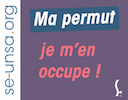 se-unsa.org
Ma permut
je m'en
occupe !